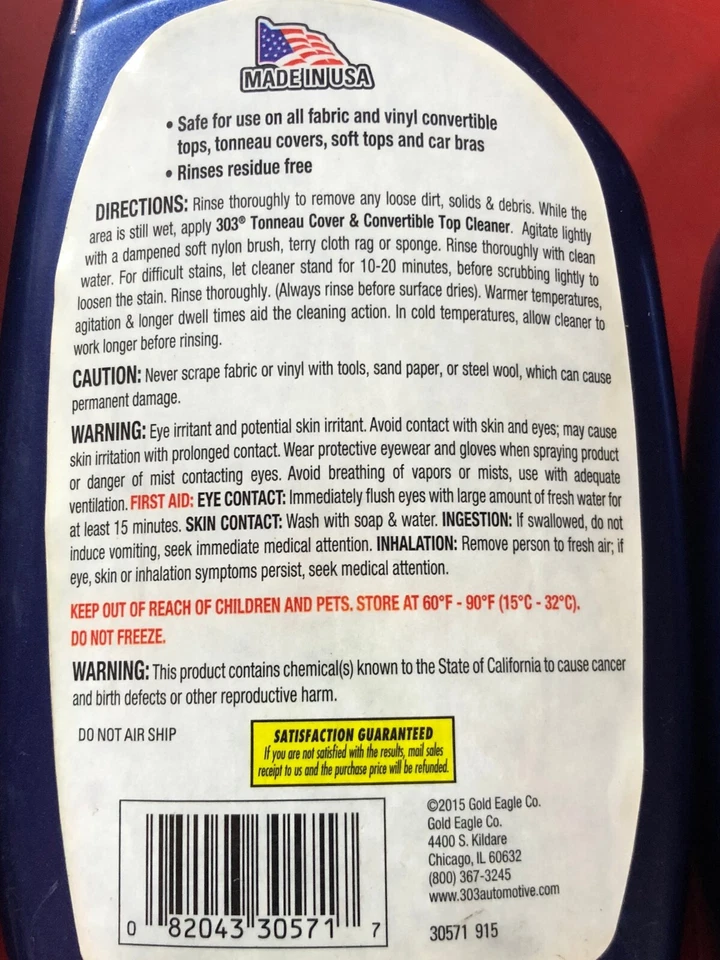 MADE IN USA
• Safe for use on all fabric and vinyl convertible
tops, tonneau covers, soft tops and car bras
• Rinses residue free
DIRECTIONS: Rinse thoroughly to remove any loose dirt, solids & debris. While the
area is still wet, apply 303® Tonneau Cover & Convertible Top Cleaner. Agitate lightly
with a dampened soft nylon brush, terry cloth rag or sponge. Rinse thoroughly with clean
water. For difficult stains, let cleaner stand for 10-20 minutes, before scrubbing lightly to
loosen the stain. Rinse thoroughly. (Always rinse before surface dries). Warmer temperatures,
agitation & longer dwell times aid the cleaning action. In cold temperatures, allow cleaner to
work longer before rinsing.
CAUTION: Never scrape fabric or vinyl with tools, sand paper, or steel wool, which can cause
permanent damage.
WARNING: Eye irritant and potential skin irritant. Avoid contact with skin and eyes; may cause
skin irritation with prolonged contact. Wear protective eyewear and gloves when spraying product
or danger of mist contacting eyes. Avoid breathing of vapors or mists, use with adequate
ventilation. FIRST AID: EYE CONTACT: Immediately flush eyes with large amount of fresh water for
at least 15 minutes. SKIN CONTACT: Wash with soap & water. INGESTION: If swallowed, do not
induce vomiting, seek immediate medical attention. INHALATION: Remove person to fresh air; if
eye, skin or inhalation symptoms persist, seek medical attention.
KEEP OUT OF REACH OF CHILDREN AND PETS. STORE AT 60°F - 90°F (15°C - 32°C).
DO NOT FREEZE.
WARNING: This product contains chemical(s) known to the State of California to cause cancer
and birth defects or other reproductive harm.
DO NOT AIR SHIP
SATISFACTION GUARANTEED
If you are not satisfied with the results, mail sales
receipt to us and the purchase price will be refunded.
0 82043 30571 7
©2015 Gold Eagle Co.
Gold Eagle Co.
4400 S. Kildare
Chicago, IL 60632
(800) 367-3245
www.303automotive.com
30571 915